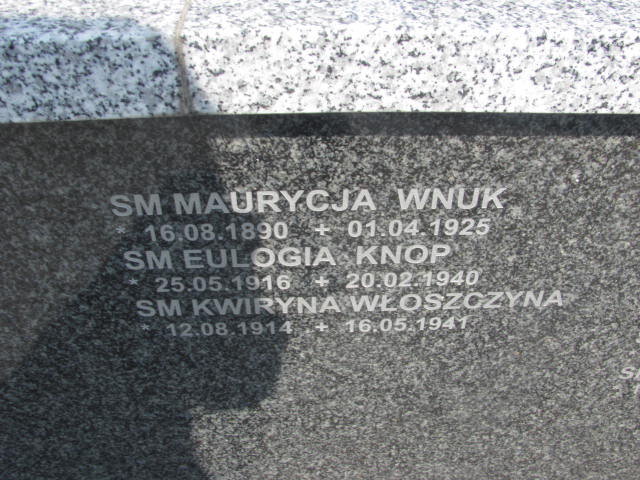 SM MAURYCJA WNUK
* 16.08.1890 + 01.04.1925
SM EULOGIA KNOP
* 25.05.1916 + 20.02.1940
SM KWIRYNA WŁOSZCZYNA
* 12.08.1914 + 16.05.1941